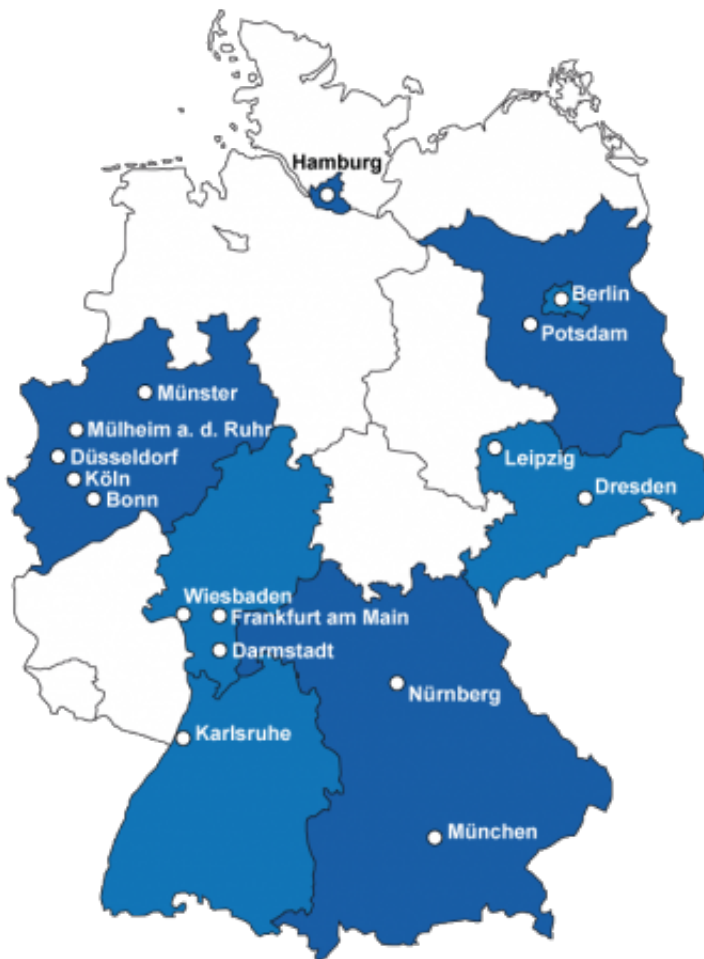 Hamburg
Berlin
Potsdam
Münster
Mülheim a. d. Ruhr
Düsseldorf
Köln
Bonn
Leipzig
Dresden
Wiesbaden
Frankfurt am Main
Darmstadt
Nürnberg
Karlsruhe
München